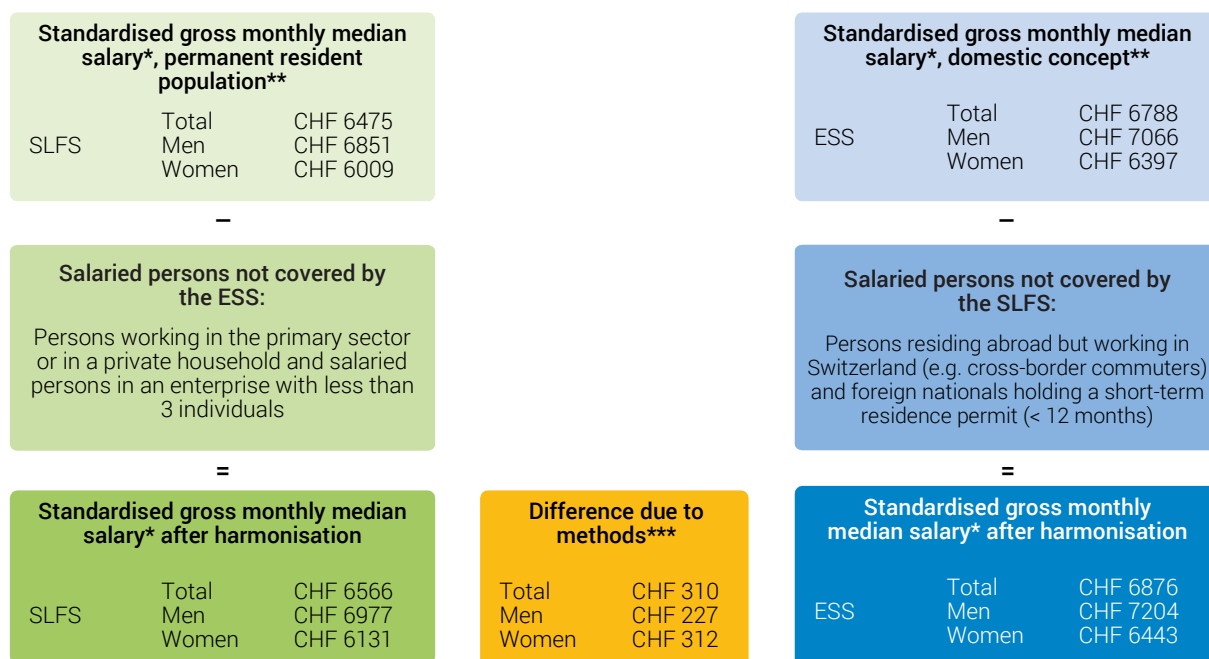 Standardised gross monthly median
salary*, permanent resident
population**
SLFS
Total CHF 6475
Men CHF 6851
Women CHF 6009
–
Salaried persons not covered by
the ESS:
Persons working in the primary sector
or in a private household and salaried
persons in an enterprise with less than
3 individuals
=
Standardised gross monthly median
salary* after harmonisation
SLFS
Total CHF 6566
Men CHF 6977
Women CHF 6131
Difference due to
methods***
Total CHF 310
Men CHF 227
Women CHF 312
Standardised gross monthly median
salary*, domestic concept**
ESS
Total CHF 6788
Men CHF 7066
Women CHF 6397
–
Salaried persons not covered by
the SLFS:
Persons residing abroad but working in
Switzerland (e.g. cross-border commuters)
and foreign nationals holding a short-term
residence permit (< 12 months)
=
Standardised gross monthly
median salary* after harmonisation
ESS
Total CHF 6876
Men CHF 7204
Women CHF 6443